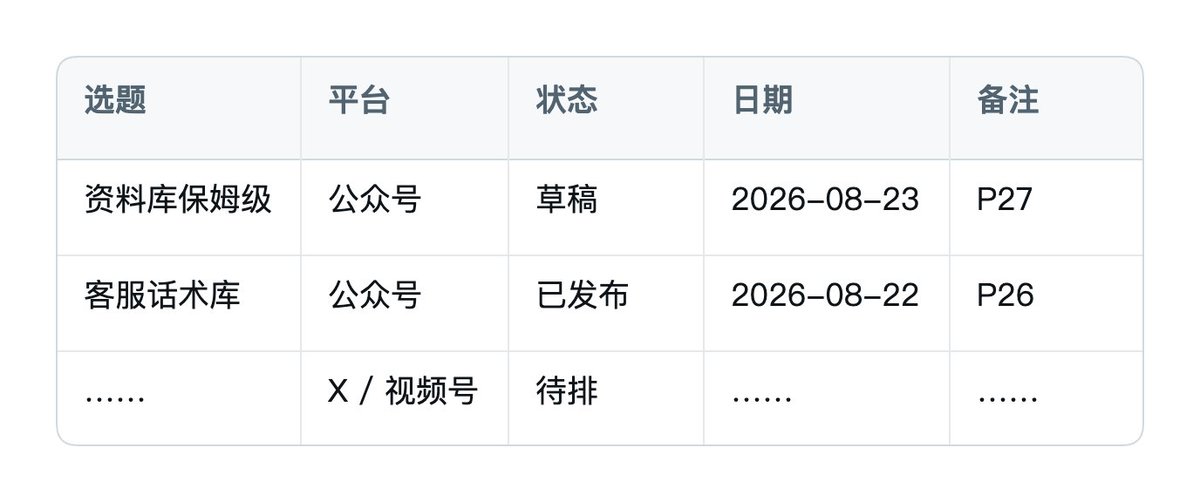 选题 平台 状态 日期 备注
资料库保姆级 公众号 草稿 2026-08-23 P27
客服话术库 公众号 已发布 2026-08-22 P26
…… X / 视频号 待排 …… ……